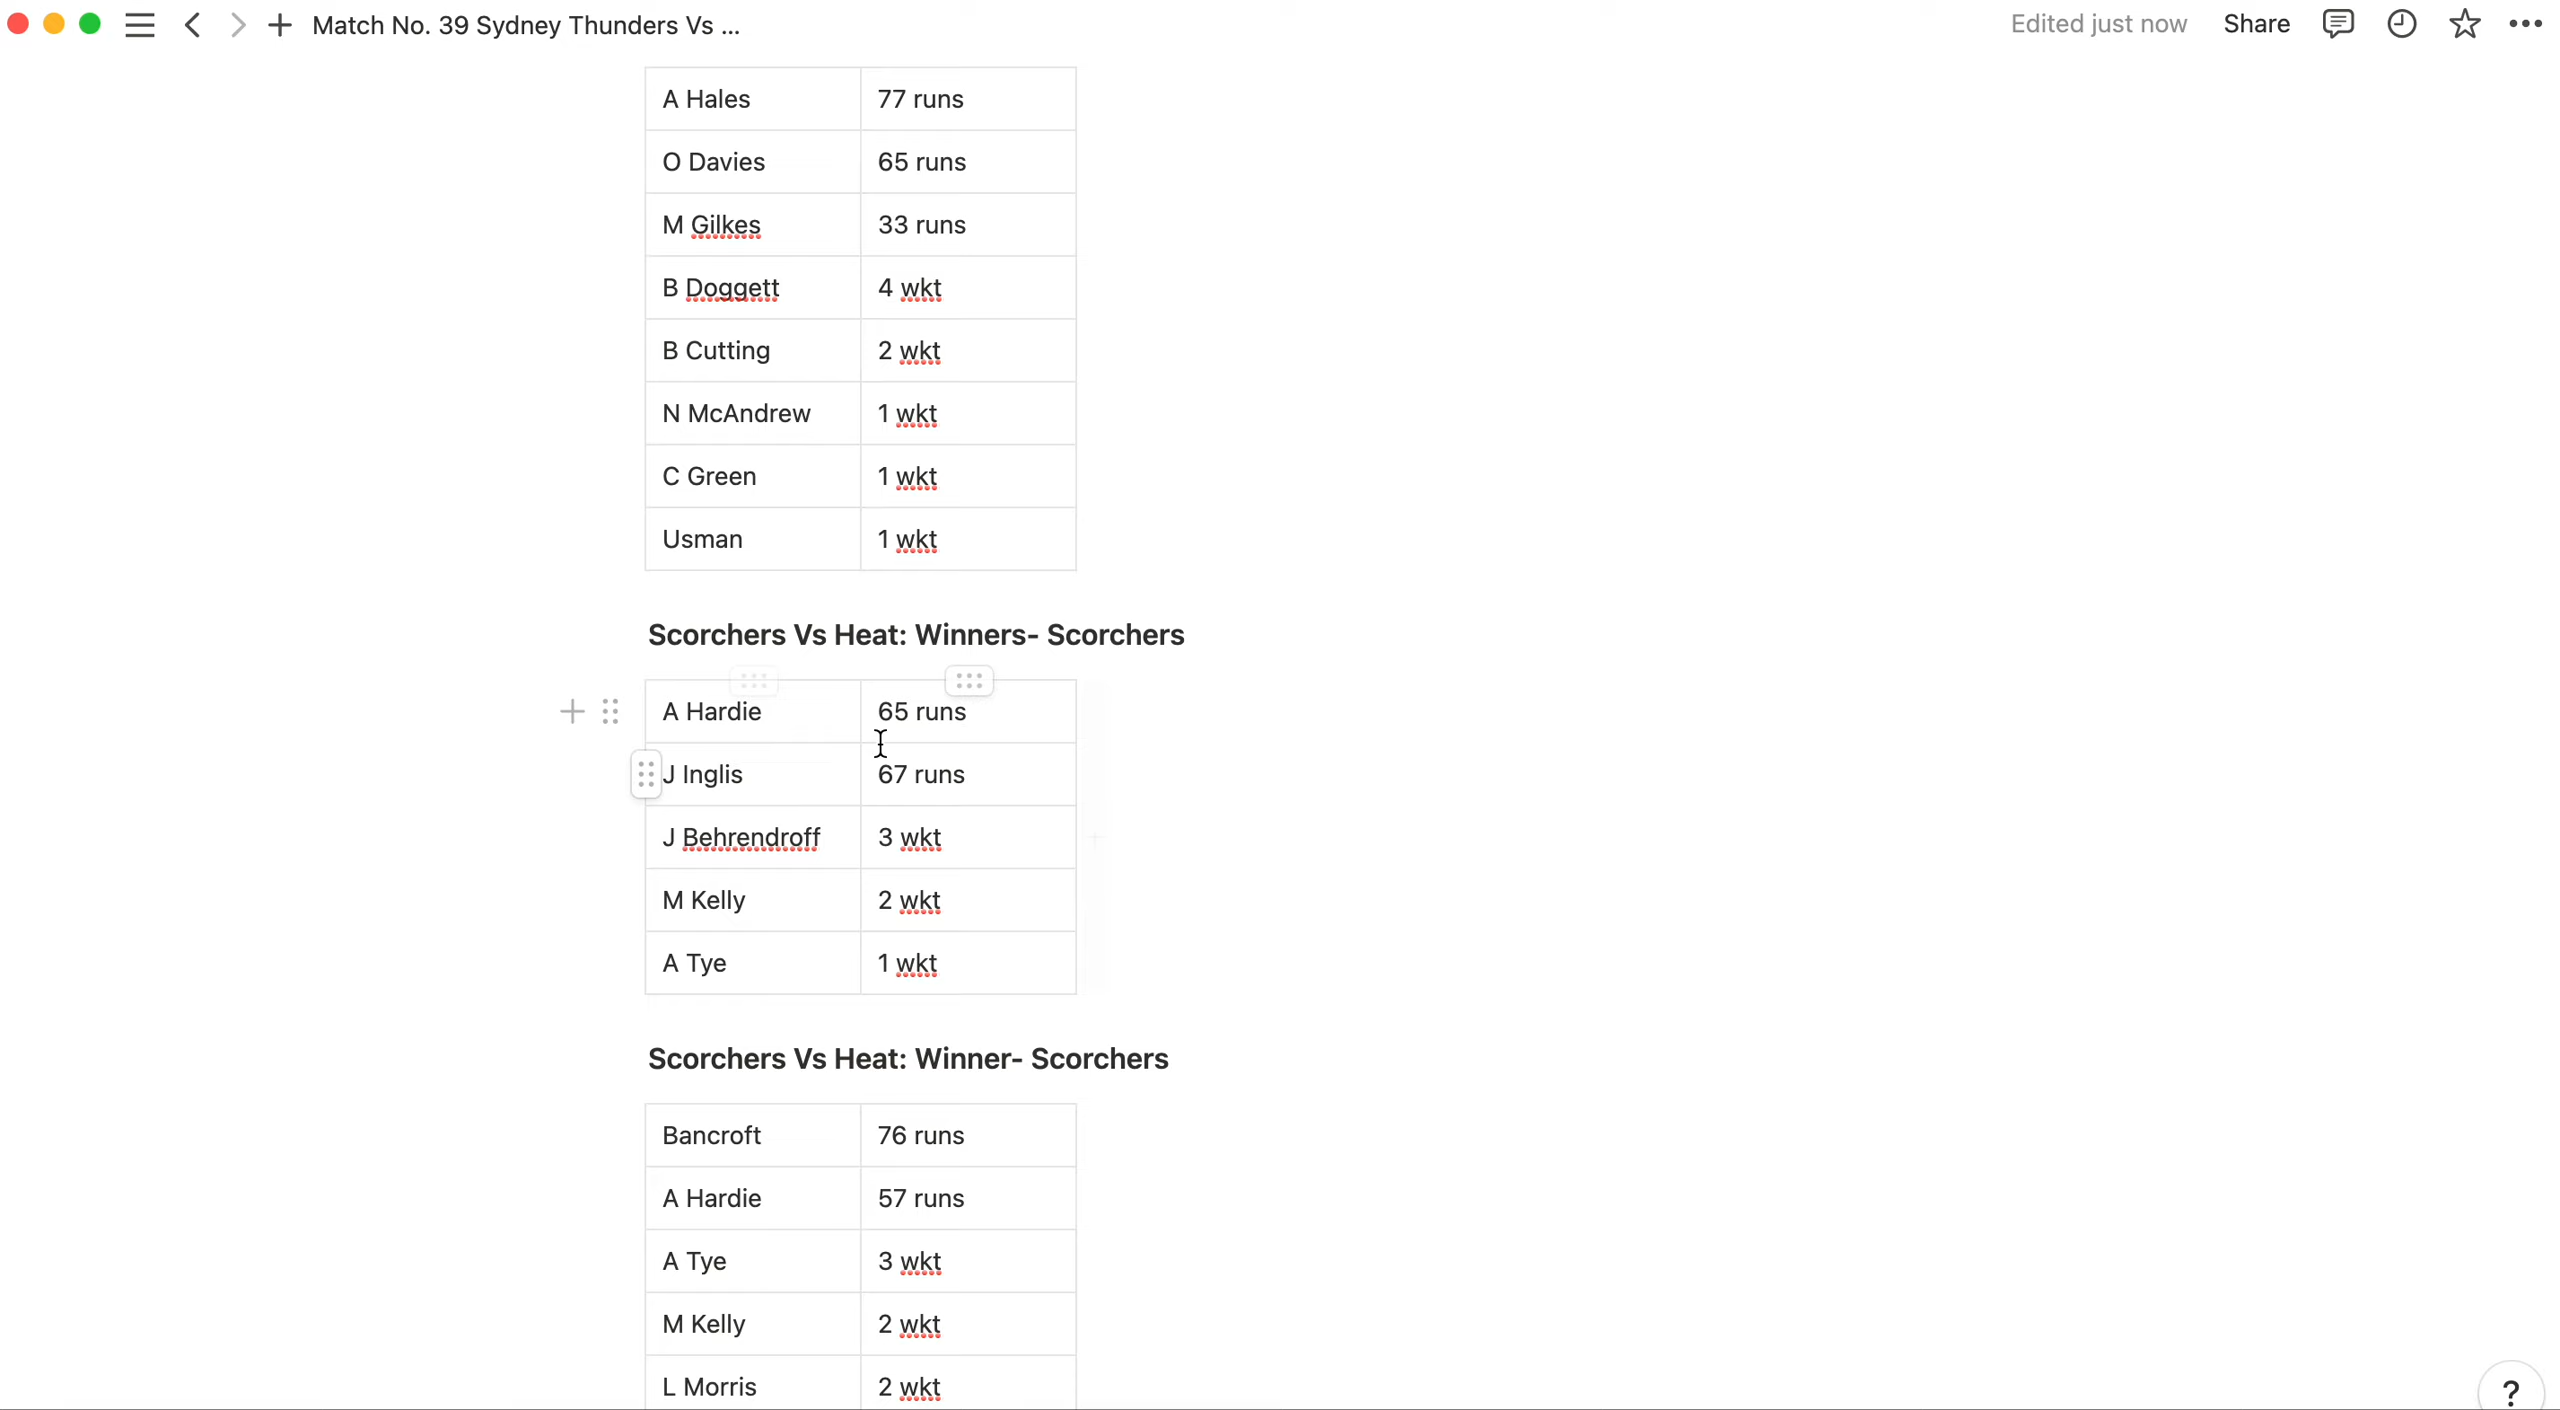 Match No. 39 Sydney Thunders Vs ...
Edited just now Share
A Hales 77 runs
O Davies 65 runs
M Gilkes 33 runs
B Doggett 4 wkt
B Cutting 2 wkt
N McAndrew 1 wkt
C Green 1 wkt
Usman 1 wkt
Scorchers Vs Heat: Winners- Scorchers
A Hardie 65 runs
J Inglis 67 runs
J Behrendroff 3 wkt
M Kelly 2 wkt
A Tye 1 wkt
Scorchers Vs Heat: Winner- Scorchers
Bancroft 76 runs
A Hardie 57 runs
A Tye 3 wkt
M Kelly 2 wkt
L Morris 2 wkt
?